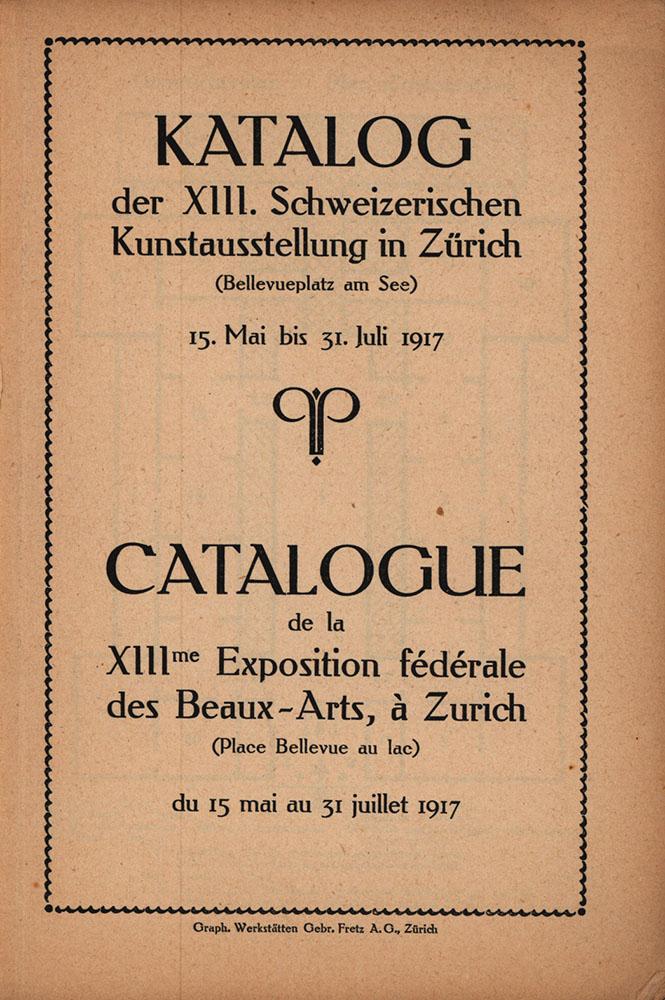 KATALOG
der XIII. Schweizerischen
Kunstausstellung in Zürich
(Bellevueplatz am See)
15. Mai bis 31. Juli 1917
CATALOGUE
de la
XIIIme Exposition fédérale
des Beaux-Arts, à Zurich
(Place Bellevue au lac)
du 15 mai au 31 juillet 1917
Graph. Werkstätten Gebr. Fretz A.G., Zürich